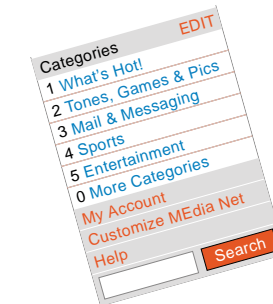 EDIT
Categories
1 What's Hot!
2 Tones, Games & Pics
3 Mail & Messaging
4 Sports
5 Entertainment
0 More Categories
My Account
Customize MEdia Net
Help
Search